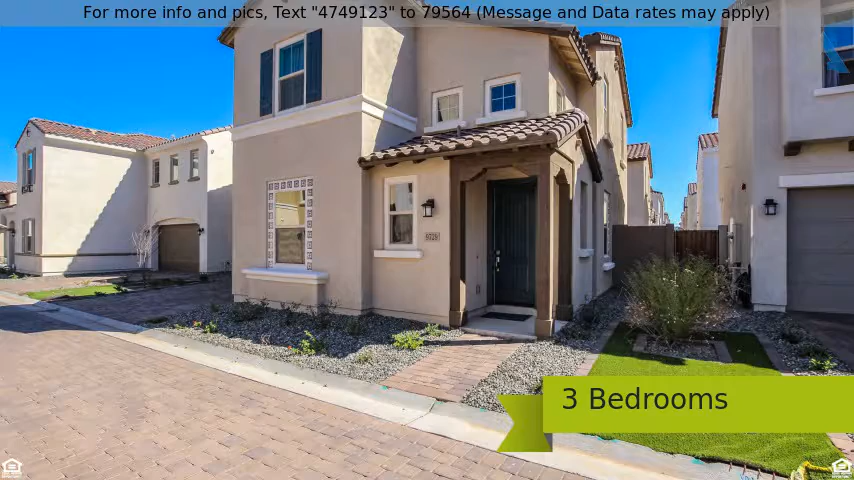 For more info and pics, Text "4749123" to 79564 (Message and Data rates may apply)
3 Bedrooms